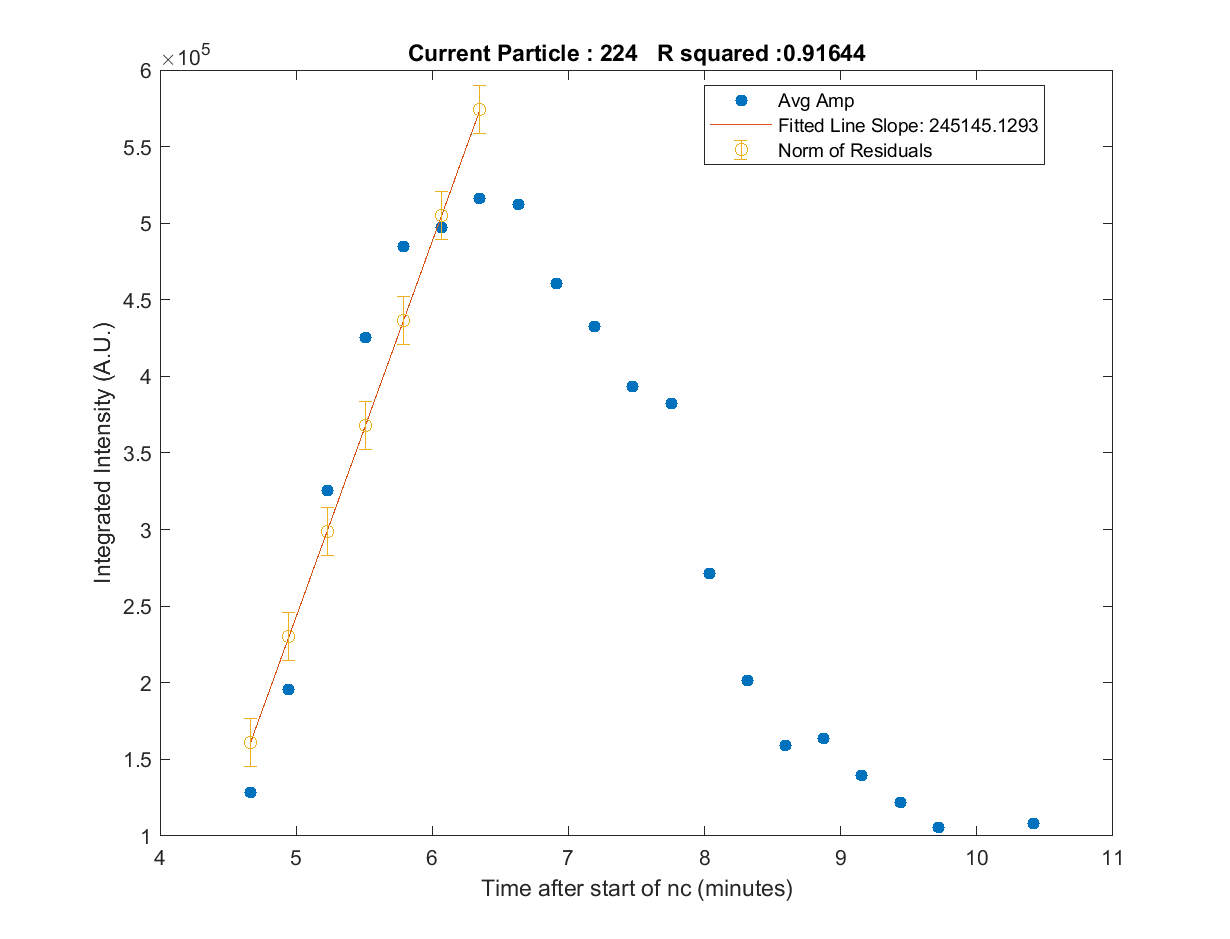 Current Particle : 224 R squared :0.91644
×10^5
6
5.5
5
4.5
4
3.5
3
2.5
2
1.5
1
Integrated Intensity (A.U.)
Avg Amp
Fitted Line Slope: 245145.1293
Norm of Residuals
4 5 6 7 8 9 10 11
Time after start of nc (minutes)